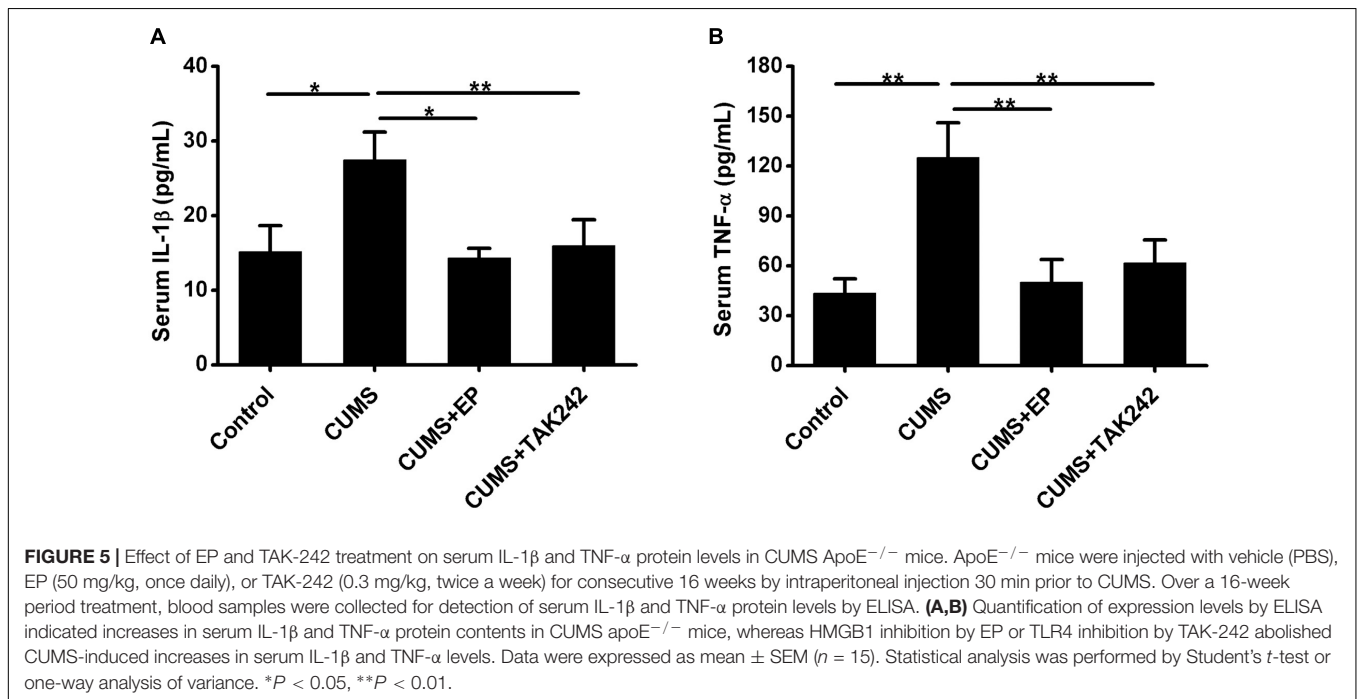 A
B
40
30
20
10
0
Serum IL-1β (pg/mL)
*
**
*
Control
CUMS
CUMS+EP
CUMS+TAK242
180
150
120
90
60
30
0
Serum TNF-α (pg/mL)
**
**
**
Control
CUMS
CUMS+EP
CUMS+TAK242
FIGURE 5 | Effect of EP and TAK-242 treatment on serum IL-1β and TNF-α protein levels in CUMS ApoE−/− mice. ApoE−/− mice were injected with vehicle (PBS),
EP (50 mg/kg, once daily), or TAK-242 (0.3 mg/kg, twice a week) for consecutive 16 weeks by intraperitoneal injection 30 min prior to CUMS. Over a 16-week
period treatment, blood samples were collected for detection of serum IL-1β and TNF-α protein levels by ELISA. (A,B) Quantification of expression levels by ELISA
indicated increases in serum IL-1β and TNF-α protein contents in CUMS apoE−/− mice, whereas HMGB1 inhibition by EP or TLR4 inhibition by TAK-242 abolished
CUMS-induced increases in serum IL-1β and TNF-α levels. Data were expressed as mean ± SEM (n = 15). Statistical analysis was performed by Student's t-test or
one-way analysis of variance. *P < 0.05, **P < 0.01.